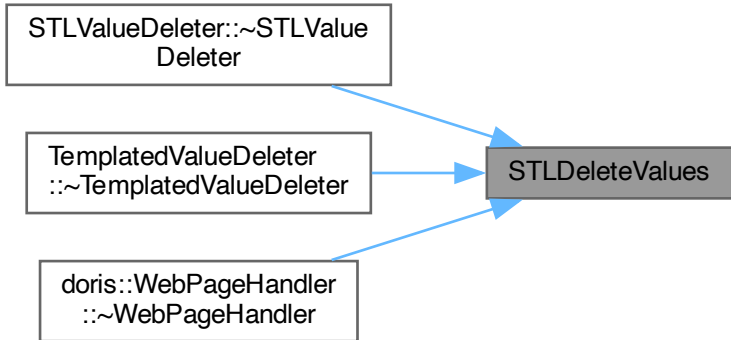 STLValueDeleter::~STLValue
Deleter
TemplatedValueDeleter
::~TemplatedValueDeleter
STLDeleteValues
doris::WebPageHandler
::~WebPageHandler